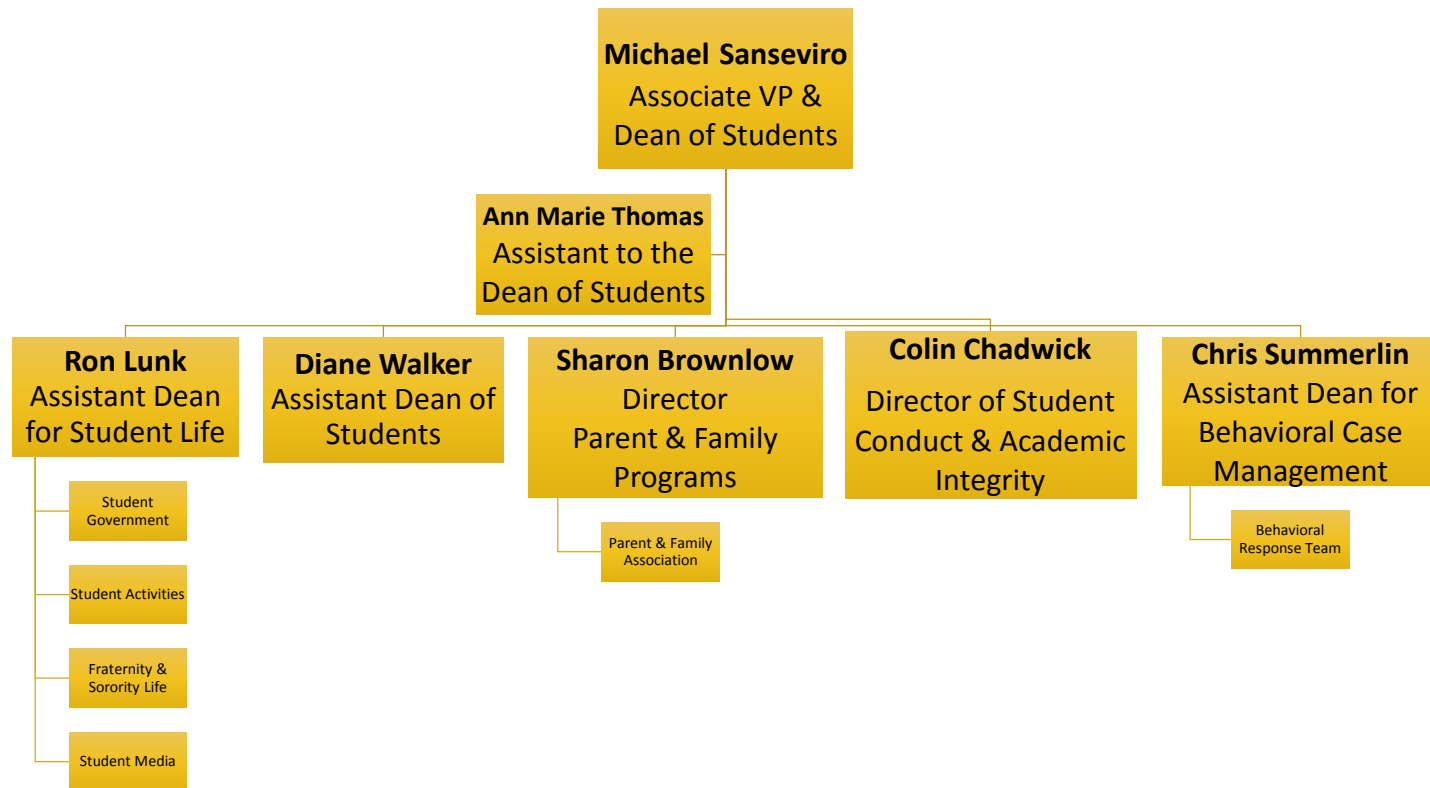 Michael Sanseviro
Associate VP &
Dean of Students
Ann Marie Thomas
Assistant to the
Dean of Students
Ron Lunk
Assistant Dean
for Student Life
Diane Walker
Assistant Dean of
Students
Sharon Brownlow
Director
Parent & Family
Programs
Colin Chadwick
Director of Student
Conduct & Academic
Integrity
Chris Summerlin
Assistant Dean for
Behavioral Case
Management
Student
Government
Student Activities
Fraternity &
Sorority Life
Student Media
Parent & Family
Association
Behavioral
Response Team